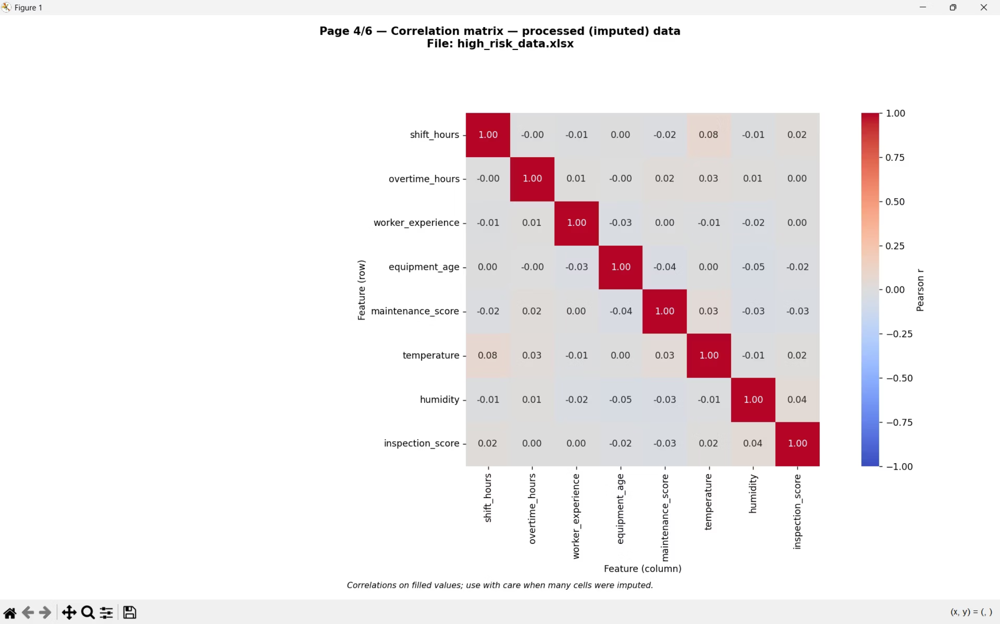 Figure 1
Page 4/6 — Correlation matrix — processed (imputed) data
File: high_risk_data.xlsx
Feature (row)
shift_hours 1.00 -0.00 -0.01 0.00 -0.02 0.08 -0.01 0.02
overtime_hours -0.00 1.00 0.01 -0.00 0.02 0.03 0.01 0.00
worker_experience -0.01 0.01 1.00 -0.03 0.00 -0.01 -0.02 0.00
equipment_age 0.00 -0.00 -0.03 1.00 -0.04 0.00 -0.05 -0.02
maintenance_score -0.02 0.02 0.00 -0.04 1.00 0.03 -0.03 -0.03
temperature 0.08 0.03 -0.01 0.00 0.03 1.00 -0.01 0.02
humidity -0.01 0.01 -0.02 -0.05 -0.03 -0.01 1.00 0.04
inspection_score 0.02 0.00 0.00 -0.02 -0.03 0.02 0.04 1.00
shift_hours
overtime_hours
worker_experience
equipment_age
maintenance_score
temperature
humidity
inspection_score
Feature (column)
1.00
0.75
0.50
0.25
0.00
−0.25
−0.50
−0.75
−1.00
Pearson r
Correlations on filled values; use with care when many cells were imputed.
(x, y) = (, )